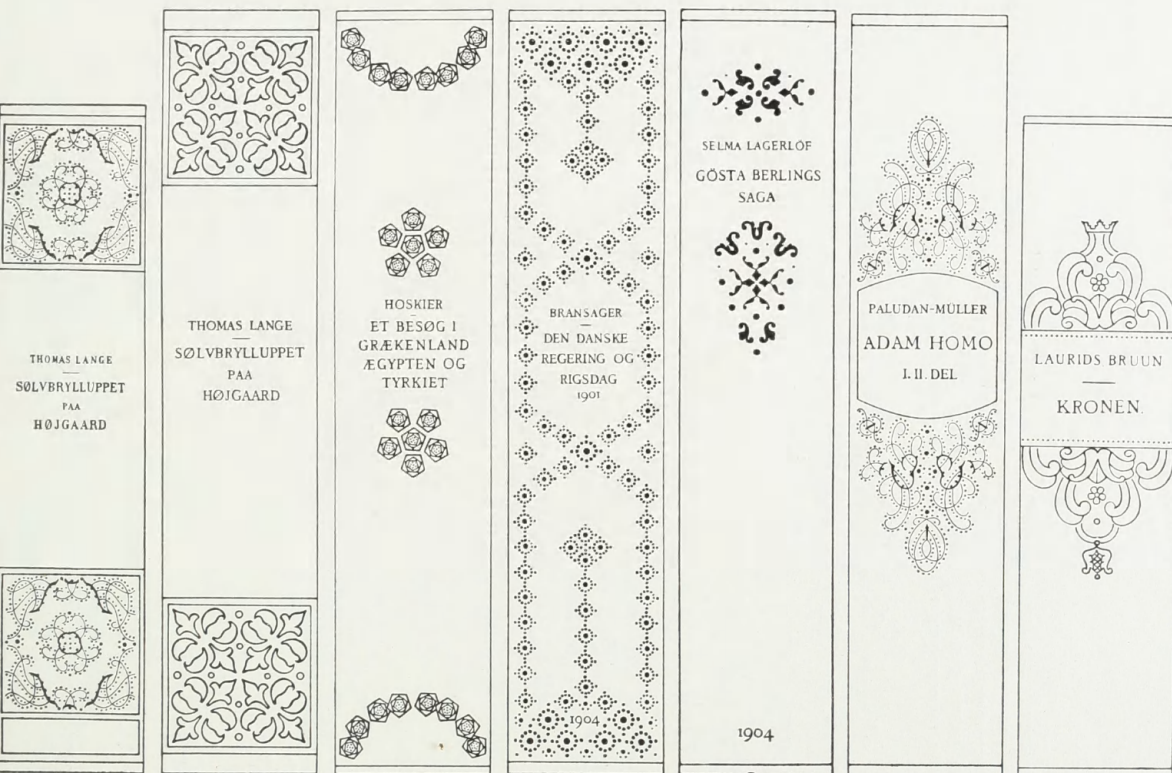 THOMAS LANGE
SØLVBRYLLUPPET
PAA
HØJGAARD
THOMAS LANGE
SØLVBRYLLUPPET
PAA
HØJGAARD
HOSKIER
ET BESØG I
GRÆKENLAND
ÆGYPTEN OG
TYRKIET
BRANSAGER
DEN DANSKE
REGERING OG
RIGSDAG
1901
1904
SELMA LAGERLÖF
GÖSTA BERLINGS
SAGA
1904
PALUDAN-MÜLLER
ADAM HOMO
I. II. DEL
LAURIDS BRUUN
KRONEN.